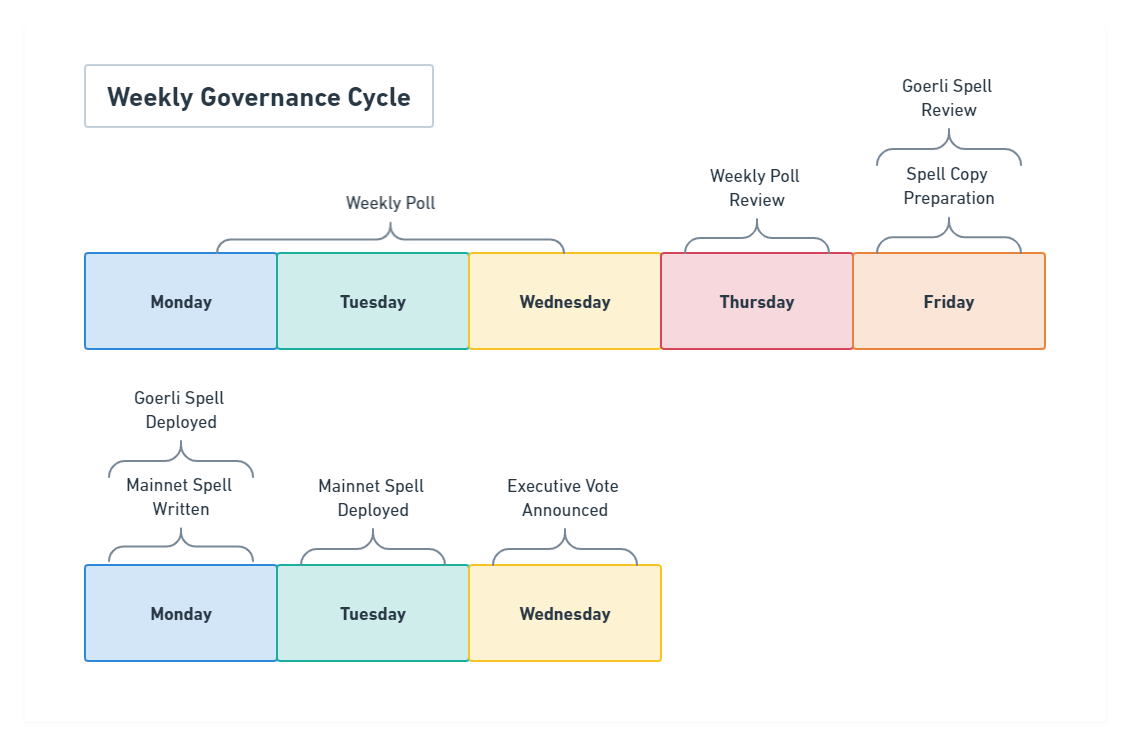 Weekly Governance Cycle
Goerli Spell
Review
Weekly Poll
Weekly Poll
Review
Spell Copy
Preparation
Monday
Tuesday
Wednesday
Thursday
Friday
Goerli Spell
Deployed
Mainnet Spell
Written
Mainnet Spell
Deployed
Executive Vote
Announced
Monday
Tuesday
Wednesday